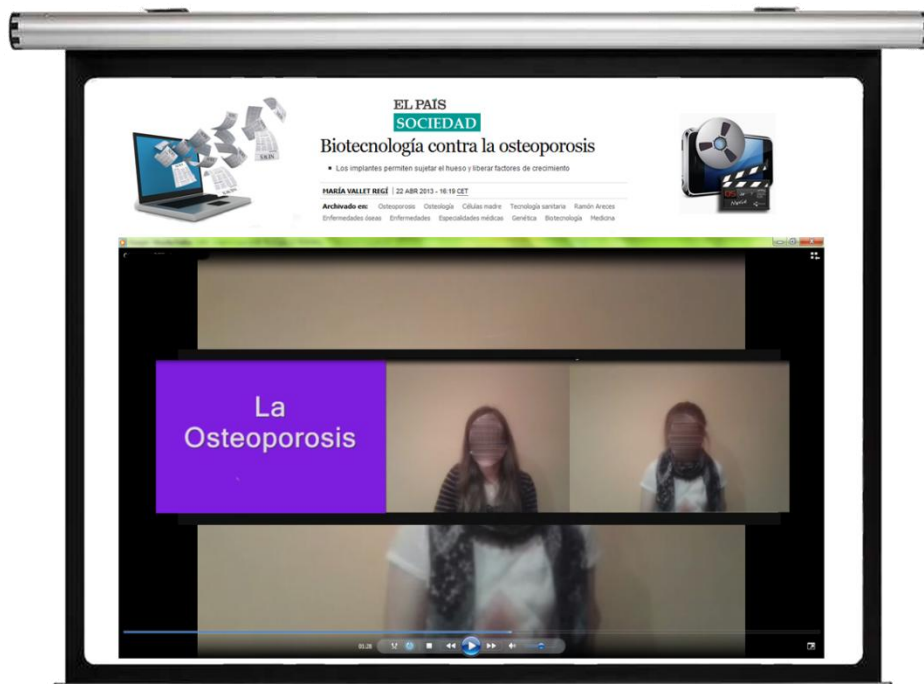 EL PAÍS
SOCIEDAD
Biotecnología contra la osteoporosis
Los implantes permiten sujetar el hueso y liberar factores de crecimiento
MARÍA VALLET REGÍ | 22 ABR 2013 - 16:19 CET
Archivado en: Osteoporosis Osteología Células madre Tecnología sanitaria Ramón Areces
Enfermedades óseas Enfermedades Especialidades médicas Genética Biotecnología Medicina
La
Osteoporosis